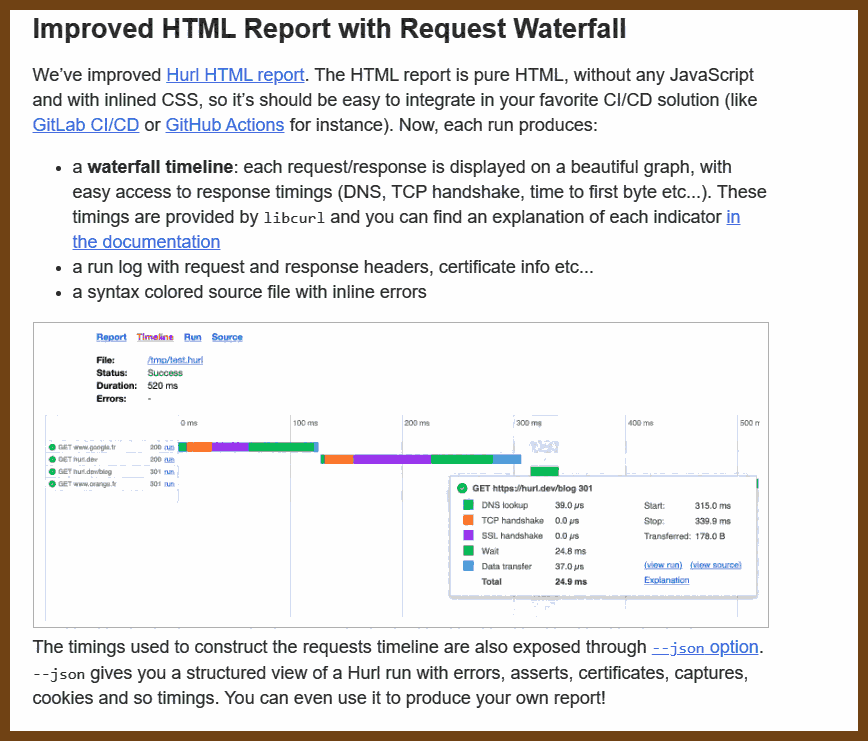 Improved HTML Report with Request Waterfall
We've improved Hurl HTML report. The HTML report is pure HTML, without any JavaScript
and with inlined CSS, so it's should be easy to integrate in your favorite CI/CD solution (like
GitLab CI/CD or GitHub Actions for instance). Now, each run produces:
• a waterfall timeline: each request/response is displayed on a beautiful graph, with
easy access to response timings (DNS, TCP handshake, time to first byte etc...). These
timings are provided by libcurl and you can find an explanation of each indicator in
the documentation
• a run log with request and response headers, certificate info etc...
• a syntax colored source file with inline errors
Report Timeline Run Source
File: /tmp/test.hurl
Status: Success
Duration: 520 ms
Errors: -
0 ms 100 ms 200 ms 300 ms 400 ms 500 m
GET www.google.fr 200 run
GET hurl.dev 200 run
GET hurl.dev/blog 301 run
GET www.orange.fr 301 run
GET https://hurl.dev/blog 301
DNS lookup 39.0 µs Start: 315.0 ms
TCP handshake 0.0 µs Stop: 339.9 ms
SSL handshake 0.0 µs Transferred: 178.0 B
Wait 24.8 ms
Data transfer 37.0 µs (view run) (view source)
Total 24.9 ms Explanation
The timings used to construct the requests timeline are also exposed through --json option.
--json gives you a structured view of a Hurl run with errors, asserts, certificates, captures,
cookies and so timings. You can even use it to produce your own report!